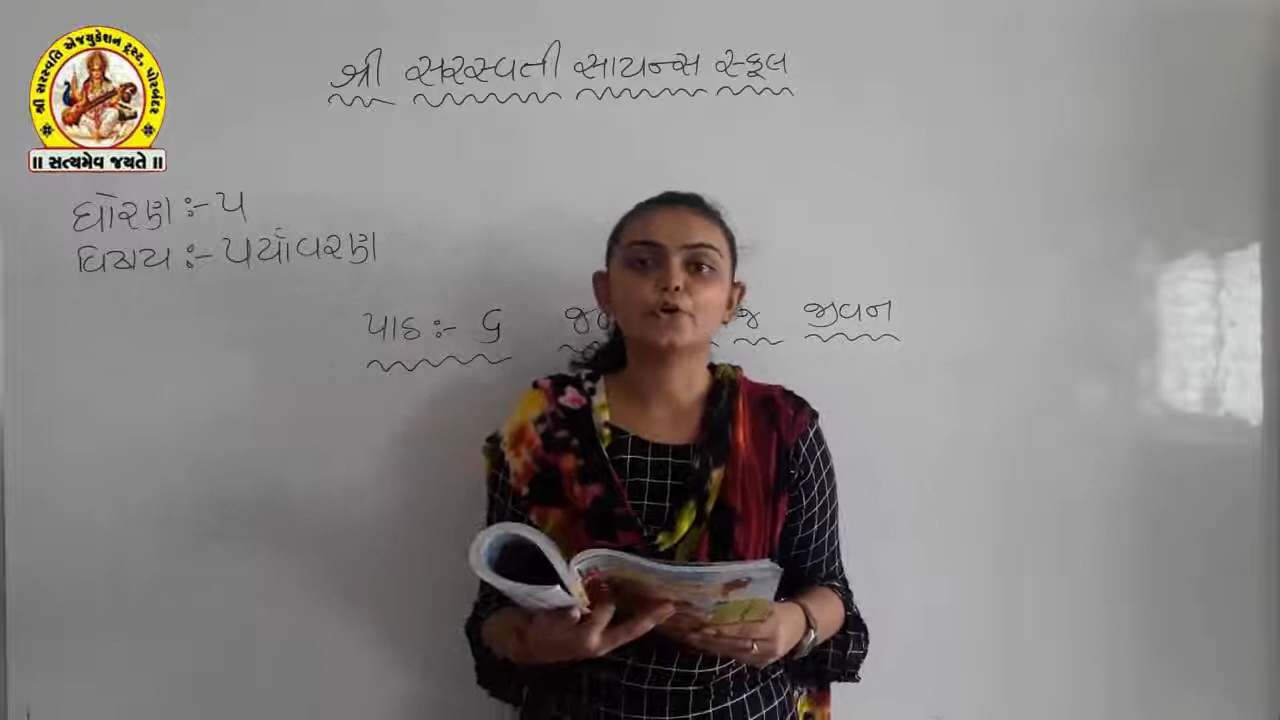 શ્રી સરસ્વતિ એજ્યુકેશન ટ્રસ્ટ, પોરબંદર
॥ સત્યમેવ જયતે ॥
શ્રી સરસ્વતી સાયન્સ સ્કૂલ
ધોરણ :- ૫
વિષય :- પર્યાવરણ
પાઠ :- ૬ જ જીવન